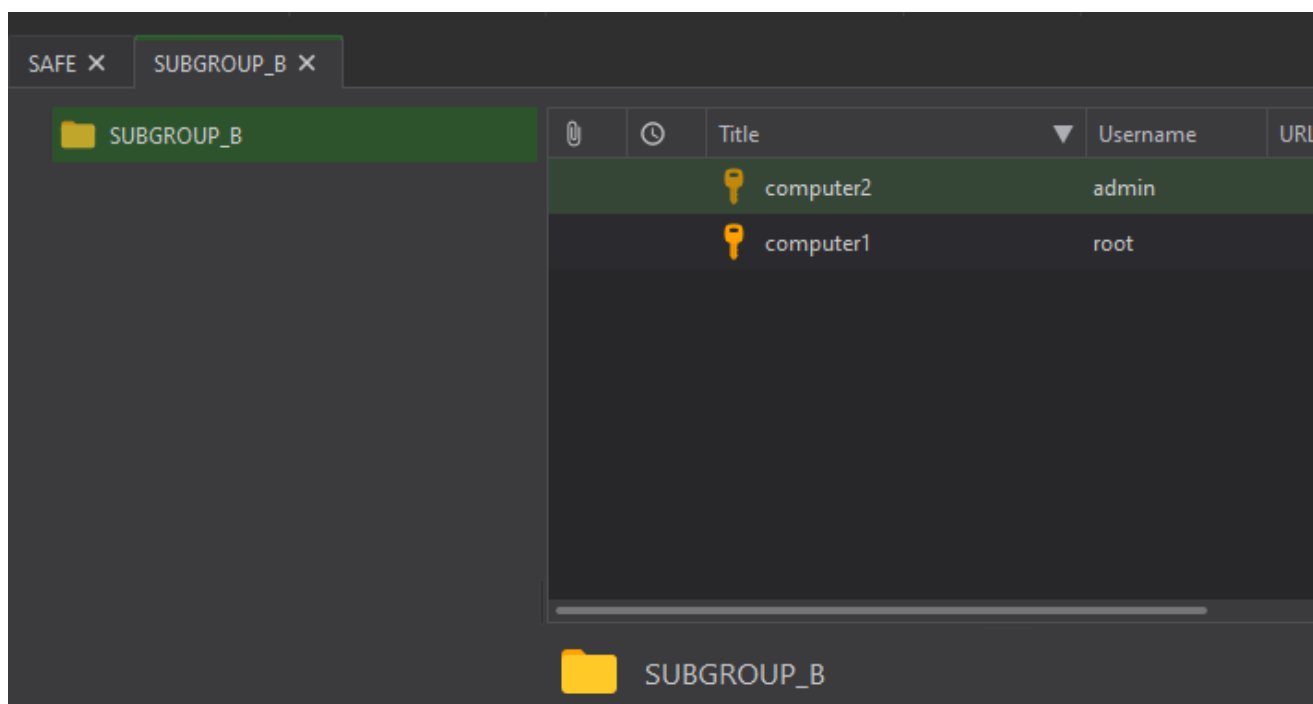 SAFE SUBGROUP_B
SUBGROUP_B
Title Username URL
computer2 admin
computer1 root
SUBGROUP_B